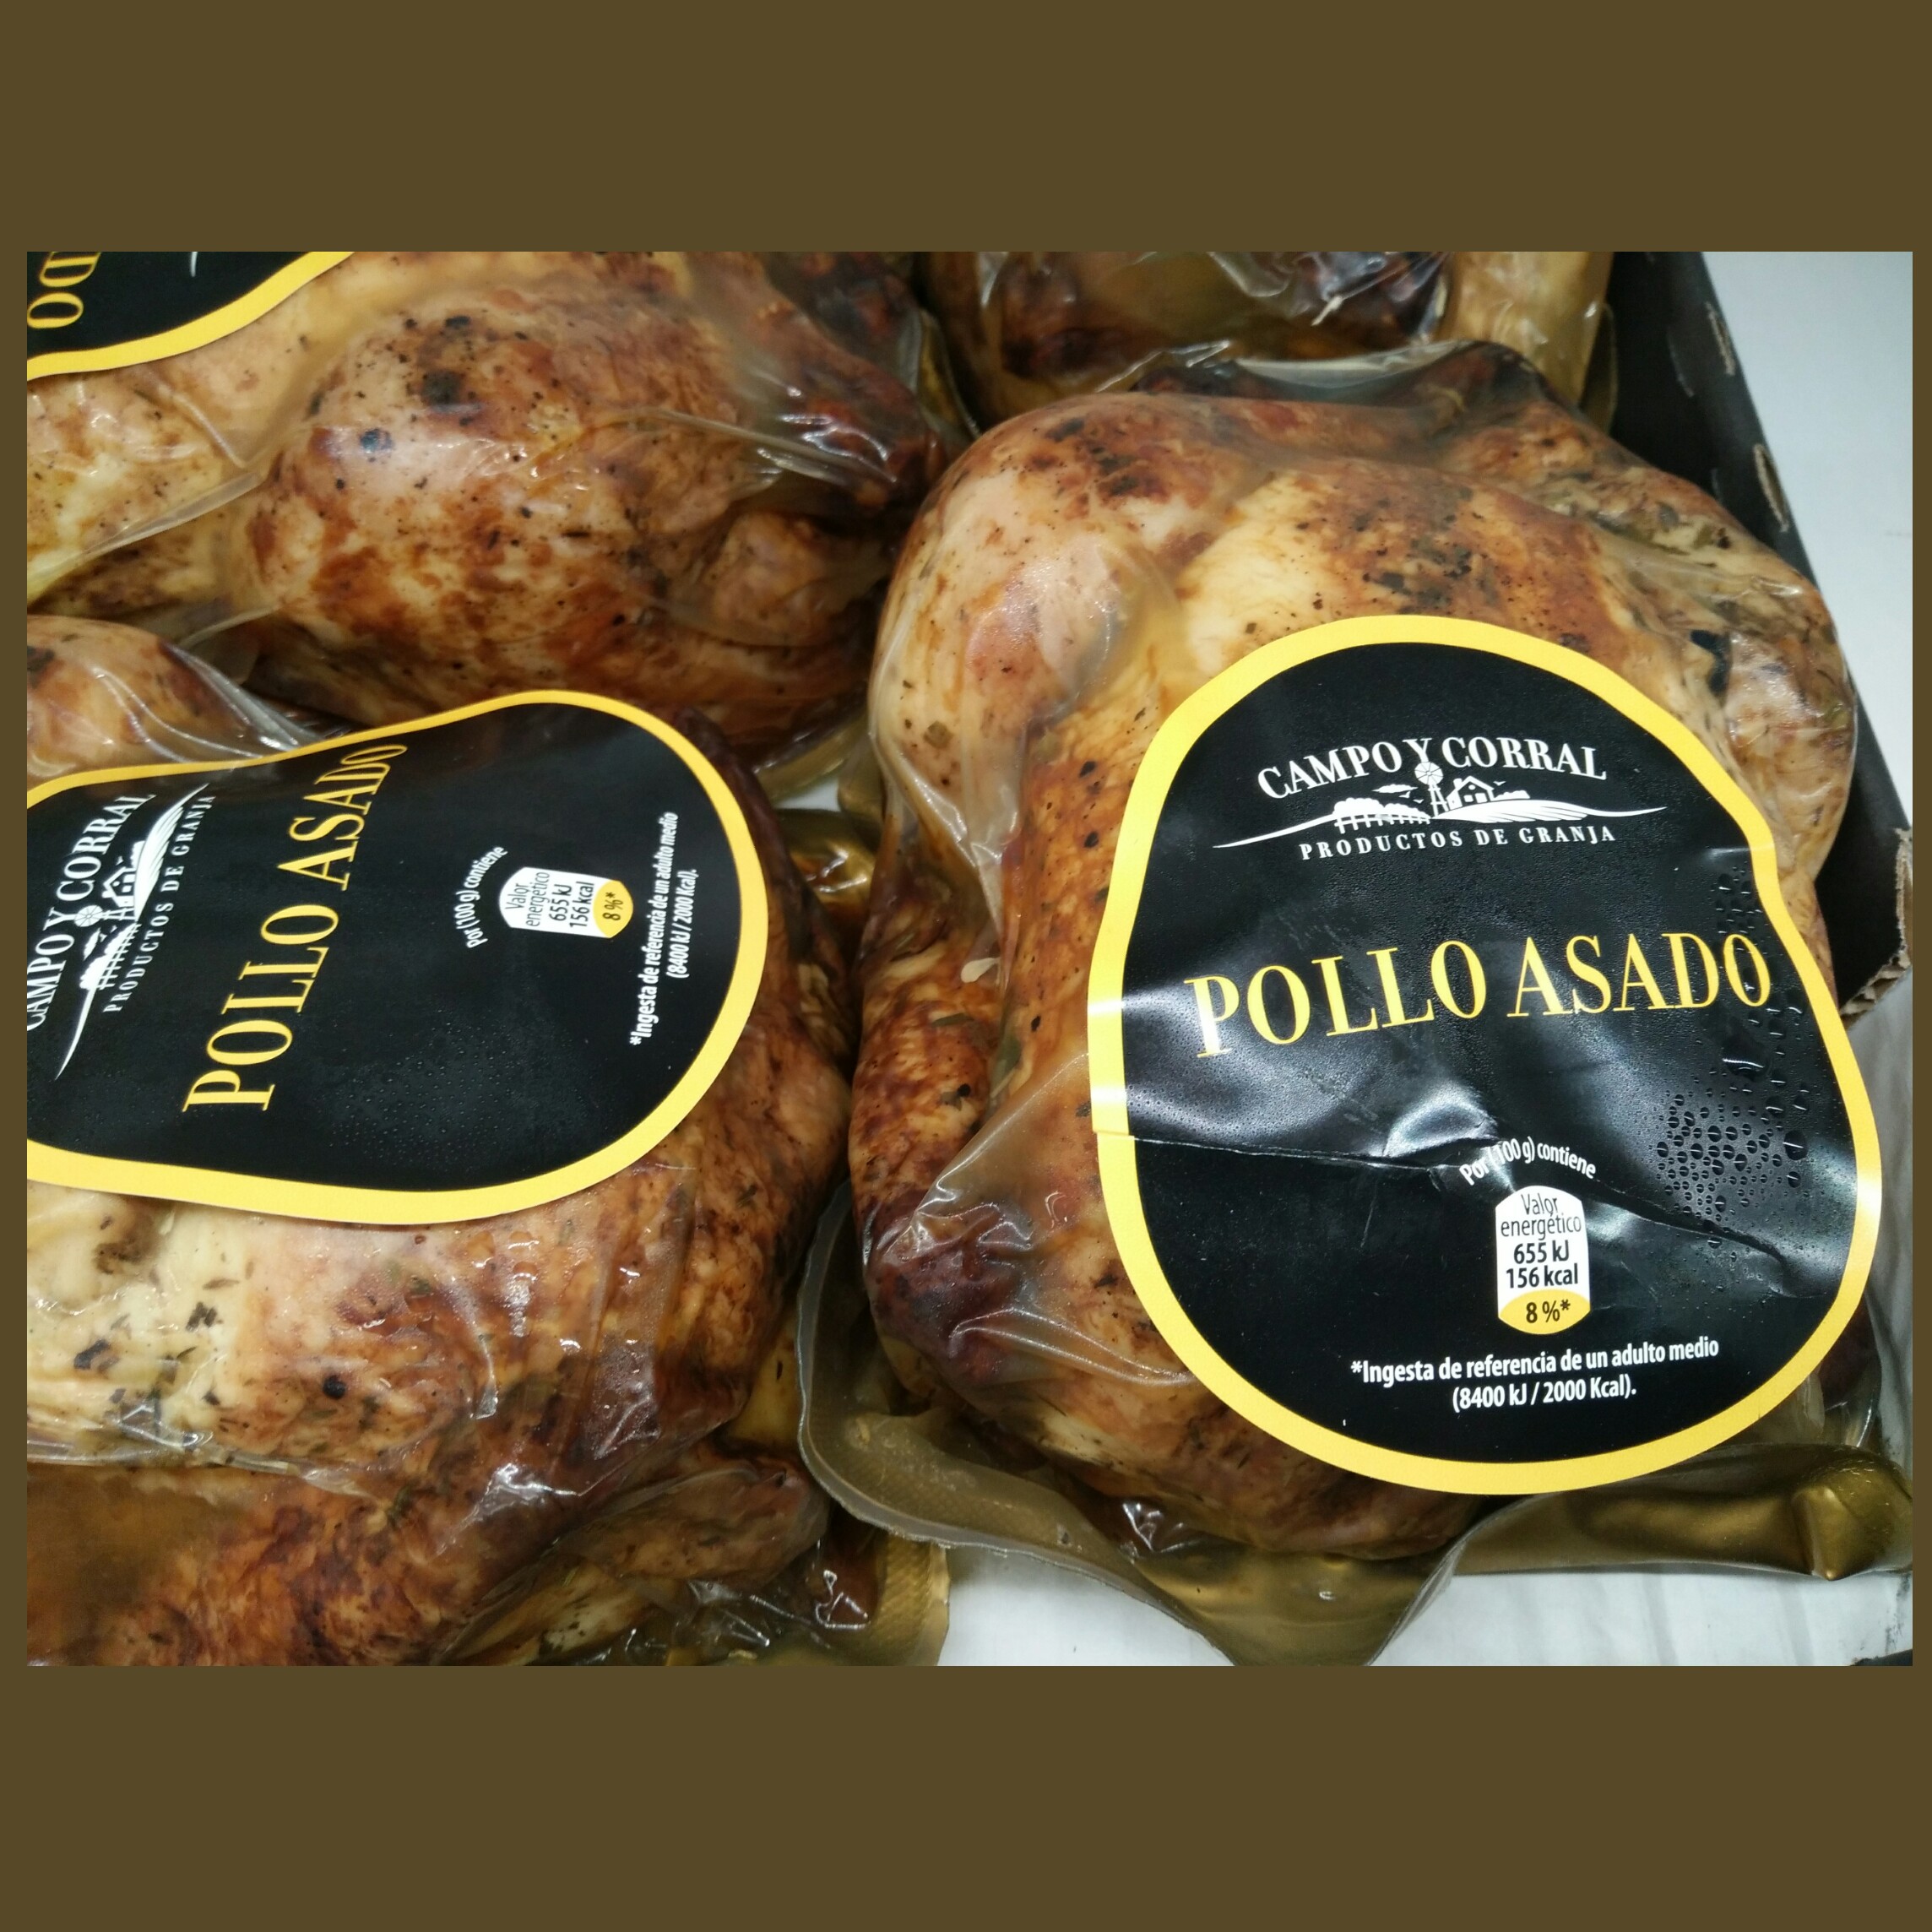 DO
CAMPO Y CORRAL
PRODUCTOS DE GRANJA
POLLO ASADO
Por (100 g) contiene
Valor
energético
655 kJ
156 kcal
8 %*
*Ingesta de referencia de un adulto medio
(8400 kJ / 2000 Kcal).
CAMPO Y CORRAL
PRODUCTOS DE GRANJA
POLLO ASADO
Por (100 g) contiene
Valor
energético
655 kJ
156 kcal
8 %*
*Ingesta de referencia de un adulto medio
(8400 kJ / 2000 Kcal).